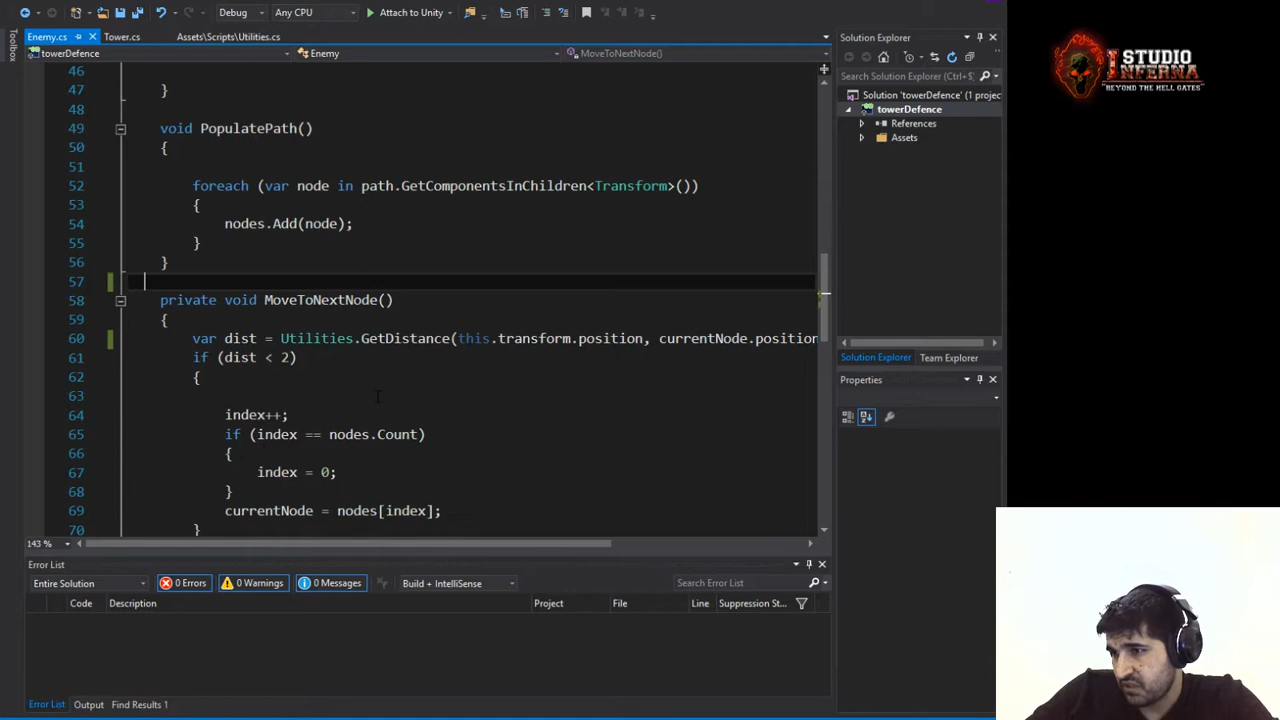 Debug Any CPU Attach to Unity
Enemy.cs Tower.cs Assets\Scripts\Utilities.cs
towerDefence Enemy MoveToNextNode()
Toolbox
46
47 }
48
49 void PopulatePath()
50 {
51
52 foreach (var node in path.GetComponentsInChildren<Transform>())
53 {
54 nodes.Add(node);
55 }
56 }
57
58 private void MoveToNextNode()
59 {
60 var dist = Utilities.GetDistance(this.transform.position, currentNode.position
61 if (dist < 2)
62 {
63
64 index++;
65 if (index == nodes.Count)
66 {
67 index = 0;
68 }
69 currentNode = nodes[index];
70 }
143 %
Solution Explorer
Search Solution Explorer (Ctrl+$)
Solution 'towerDefence' (1 project
towerDefence
References
Assets
Solution Explorer Team Explorer
Properties
Error List
Entire Solution 0 Errors 0 Warnings 0 Messages Build + IntelliSense Search Error List
Code Description Project File Line Suppression St...
Error List Output Find Results 1
STUDIO
INFERNA
"BEYOND THE HELL GATES"